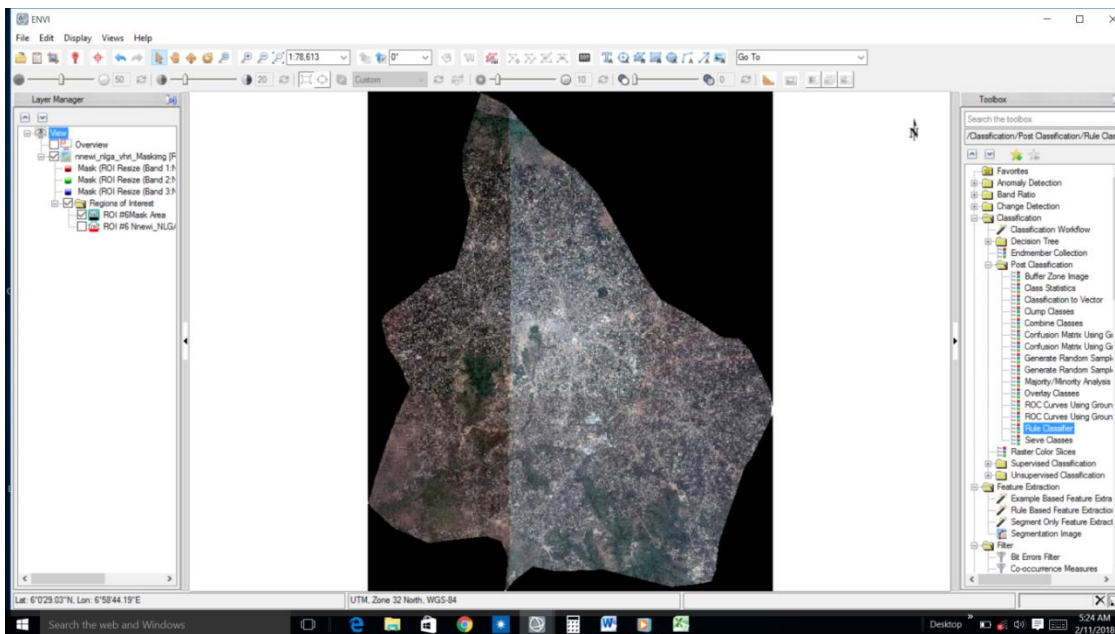 ENVI
File Edit Display Views Help
1:78,613 0° Go To
50 20 Custom 10 0
Layer Manager
View
Overview
nnewi_nlga_vhri_Maskimg [F
Mask (ROI Resize (Band 1:N
Mask (ROI Resize (Band 2:N
Mask (ROI Resize (Band 3:N
Regions of Interest
ROI #6Mask Area
ROI #6 Nnewi_NLG/
N
Toolbox
Search the toolbox
/Classification/Post Classification/Rule Clas
Favorites
Anomaly Detection
Band Ratio
Change Detection
Classification
Classification Workflow
Decision Tree
Endmember Collection
Post Classification
Buffer Zone Image
Class Statistics
Classification to Vector
Clump Classes
Combine Classes
Confusion Matrix Using Gr
Confusion Matrix Using Gr
Generate Random Sampl
Generate Random Sampl
Majority/Minority Analysis
Overlay Classes
ROC Curves Using Groun
ROC Curves Using Groun
Rule Classifier
Sieve Classes
Raster Color Slices
Supervised Classification
Unsupervised Classification
Feature Extraction
Example Based Feature Extra
Rule Based Feature Extraction
Segment Only Feature Extract
Segmentation Image
Filter
Bit Errors Filter
Co-occurrence Measures
Lat: 6°0'29.03"N, Lon: 6°58'44.19"E
UTM, Zone 32 North, WGS-84
Search the web and Windows
Desktop
5:24 AM
2/11/2018